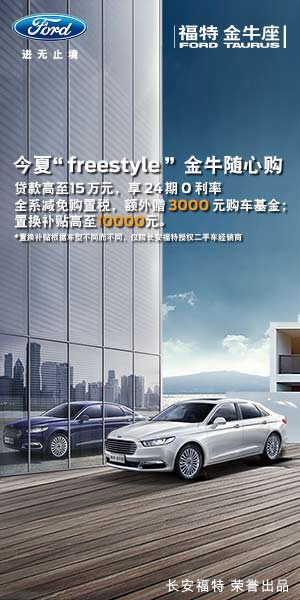 Ford
进无止境
福特 金牛座
FORD TAURUS
今夏“freestyle”金牛随心购
贷款高至15万元，享24期0利率
全系减免购置税，额外赠3000元购车基金；
置换补贴高至10000元。
*置换补贴根据车型不同而不同，仅限长安福特授权二手车经销商
长安福特 荣誉出品